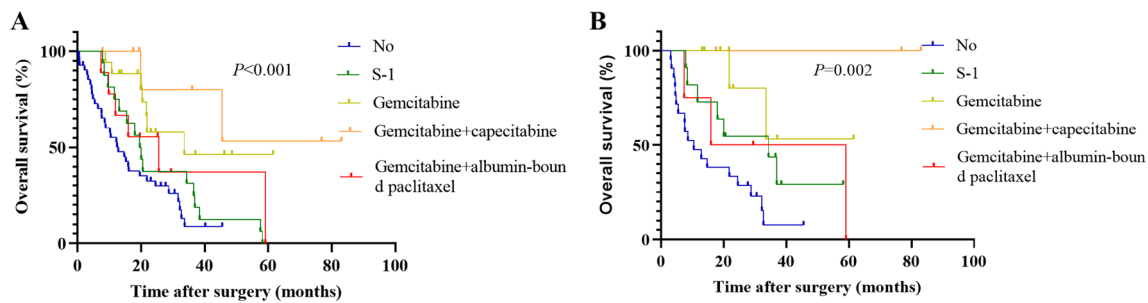 A
Overall survival (%)
100
50
0
0
20
40
60
80
100
Time after surgery (months)
P<0.001
No
S-1
Gemcitabine
Gemcitabine+capecitabine
Gemcitabine+albumin-boun
d paclitaxel
B
Overall survival (%)
100
50
0
0
20
40
60
80
100
Time after surgery (months)
P=0.002
No
S-1
Gemcitabine
Gemcitabine+capecitabine
Gemcitabine+albumin-boun
d paclitaxel